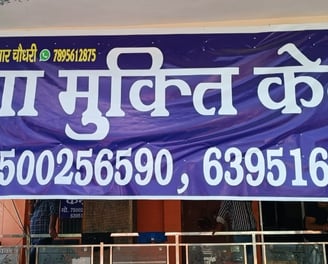 ार चौधरी 7895612875
ा मुक्ति के
500256590, 639516